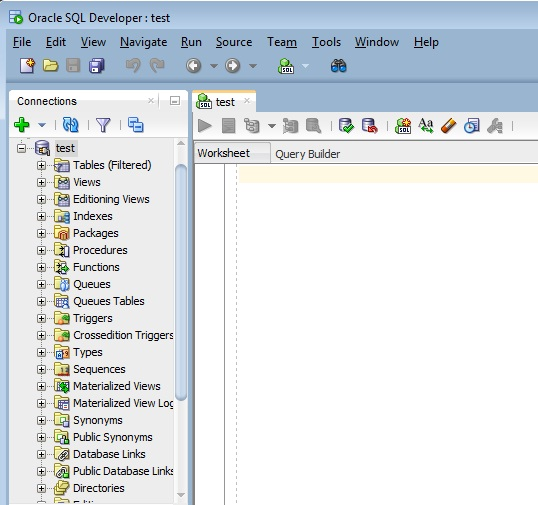 Oracle SQL Developer : test
File Edit View Navigate Run Source Team Tools Window Help
Connections
test
Worksheet Query Builder
test
Tables (Filtered)
Views
Editioning Views
Indexes
Packages
Procedures
Functions
Queues
Queues Tables
Triggers
Crossedition Triggers
Types
Sequences
Materialized Views
Materialized View Log
Synonyms
Public Synonyms
Database Links
Public Database Links
Directories